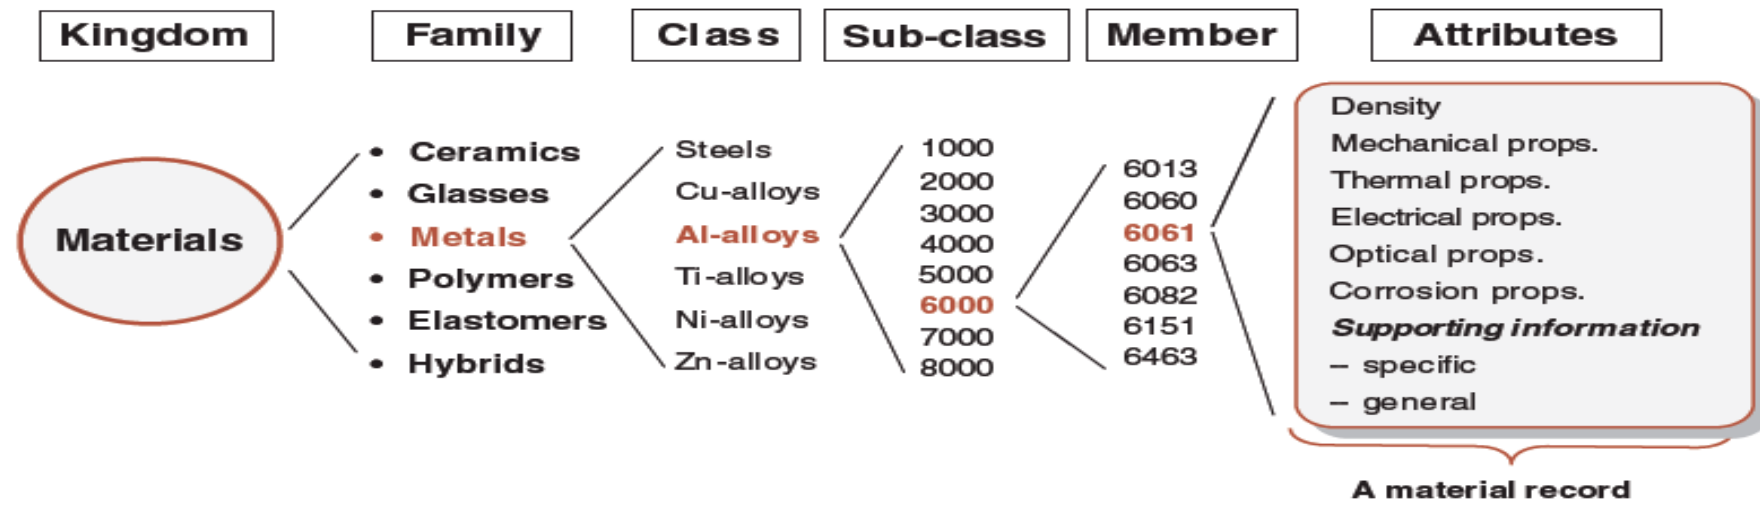 Kingdom
Family
Class
Sub-class
Member
Attributes
Materials
• Ceramics
• Glasses
• Metals
• Polymers
• Elastomers
• Hybrids
Steels
Cu-alloys
Al-alloys
Ti-alloys
Ni-alloys
Zn-alloys
1000
2000
3000
4000
5000
6000
7000
8000
6013
6060
6061
6063
6082
6151
6463
Density
Mechanical props.
Thermal props.
Electrical props.
Optical props.
Corrosion props.
Supporting information
– specific
– general
A material record